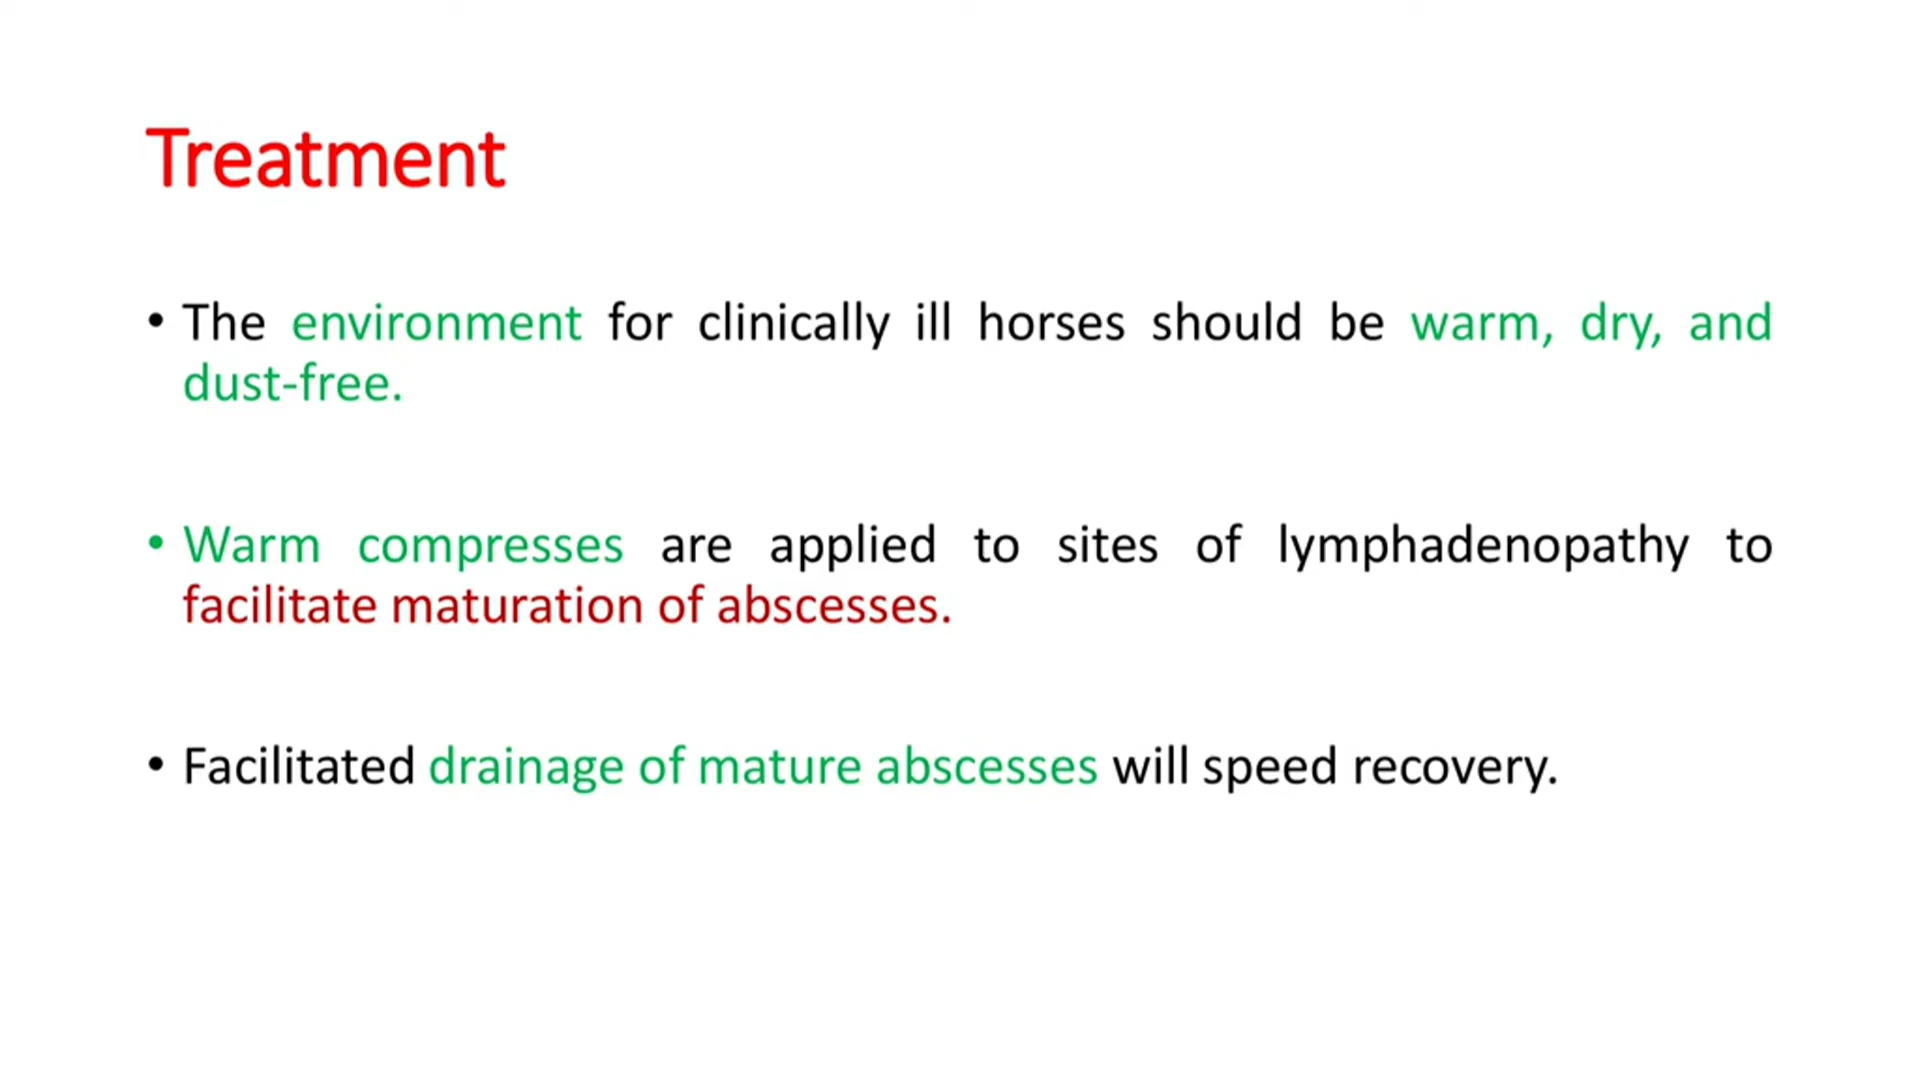 Treatment
• The environment for clinically ill horses should be warm, dry, and
dust-free.
• Warm compresses are applied to sites of lymphadenopathy to
facilitate maturation of abscesses.
• Facilitated drainage of mature abscesses will speed recovery.